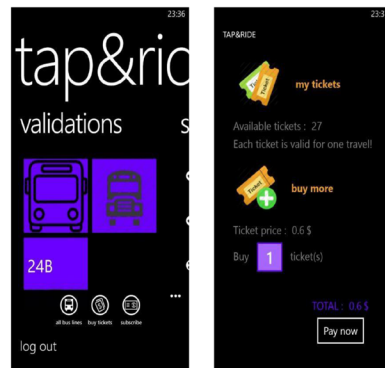 23:36
tap&ric
validations
s
24B
all bus lines
buy tickets
subscribe
log out
23:3
TAP&RIDE
my tickets
Available tickets : 27
Each ticket is valid for one travel!
buy more
Ticket price : 0.6 $
Buy 1 ticket(s)
TOTAL : 0.6 $
Pay now